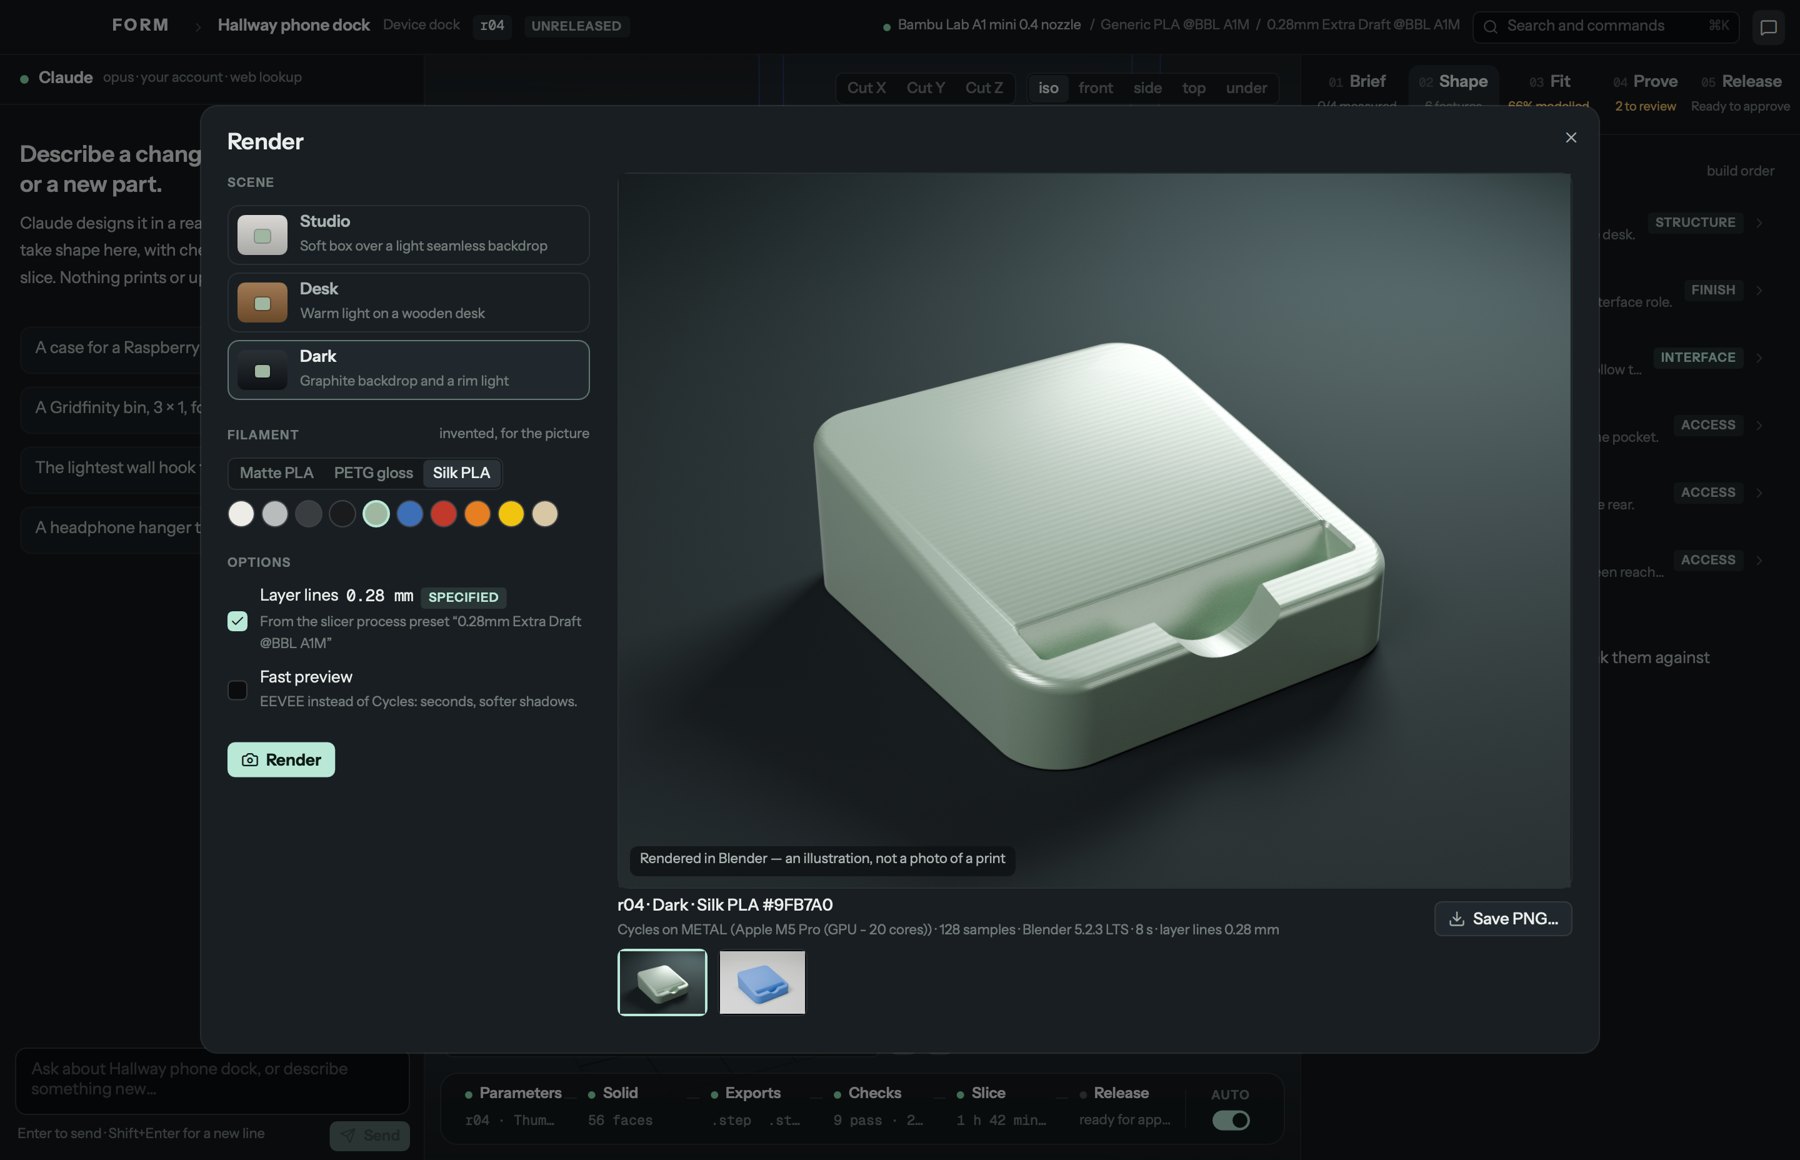 FORM
Hallway phone dock
Device dock
r04
UNRELEASED
Bambu Lab A1 mini 0.4 nozzle / Generic PLA @BBL A1M / 0.28mm Extra Draft @BBL A1M
Search and commands
⌘K
Claude
opus · your account · web lookup
Cut X
Cut Y
Cut Z
iso
front
side
top
under
01 Brief
02 Shape
03 Fit
04 Prove
05 Release
0/4 measured
6 features
66% modelled
2 to review
Ready to approve
Describe a chang
or a new part.
Claude designs it in a rea
take shape here, with che
slice. Nothing prints or up
A case for a Raspberry
A Gridfinity bin, 3 × 1, fo
The lightest wall hook
A headphone hanger t
Render
SCENE
Studio
Soft box over a light seamless backdrop
Desk
Warm light on a wooden desk
Dark
Graphite backdrop and a rim light
FILAMENT
invented, for the picture
Matte PLA
PETG gloss
Silk PLA
OPTIONS
Layer lines 0.28 mm SPECIFIED
From the slicer process preset “0.28mm Extra Draft
@BBL A1M”
Fast preview
EEVEE instead of Cycles: seconds, softer shadows.
Render
Rendered in Blender — an illustration, not a photo of a print
r04 · Dark · Silk PLA #9FB7A0
Cycles on METAL (Apple M5 Pro (GPU - 20 cores)) · 128 samples · Blender 5.2.3 LTS · 8 s · layer lines 0.28 mm
Save PNG…
build order
STRUCTURE
desk.
FINISH
terface role.
INTERFACE
llow t…
ACCESS
e pocket.
ACCESS
e rear.
ACCESS
en reach…
k them against
Ask about Hallway phone dock, or describe
something new…
Enter to send · Shift+Enter for a new line
Send
Parameters
Solid
Exports
Checks
Slice
Release
AUTO
r04 · Thum…
56 faces
.step .st…
9 pass · 2…
1 h 42 min…
ready for app…